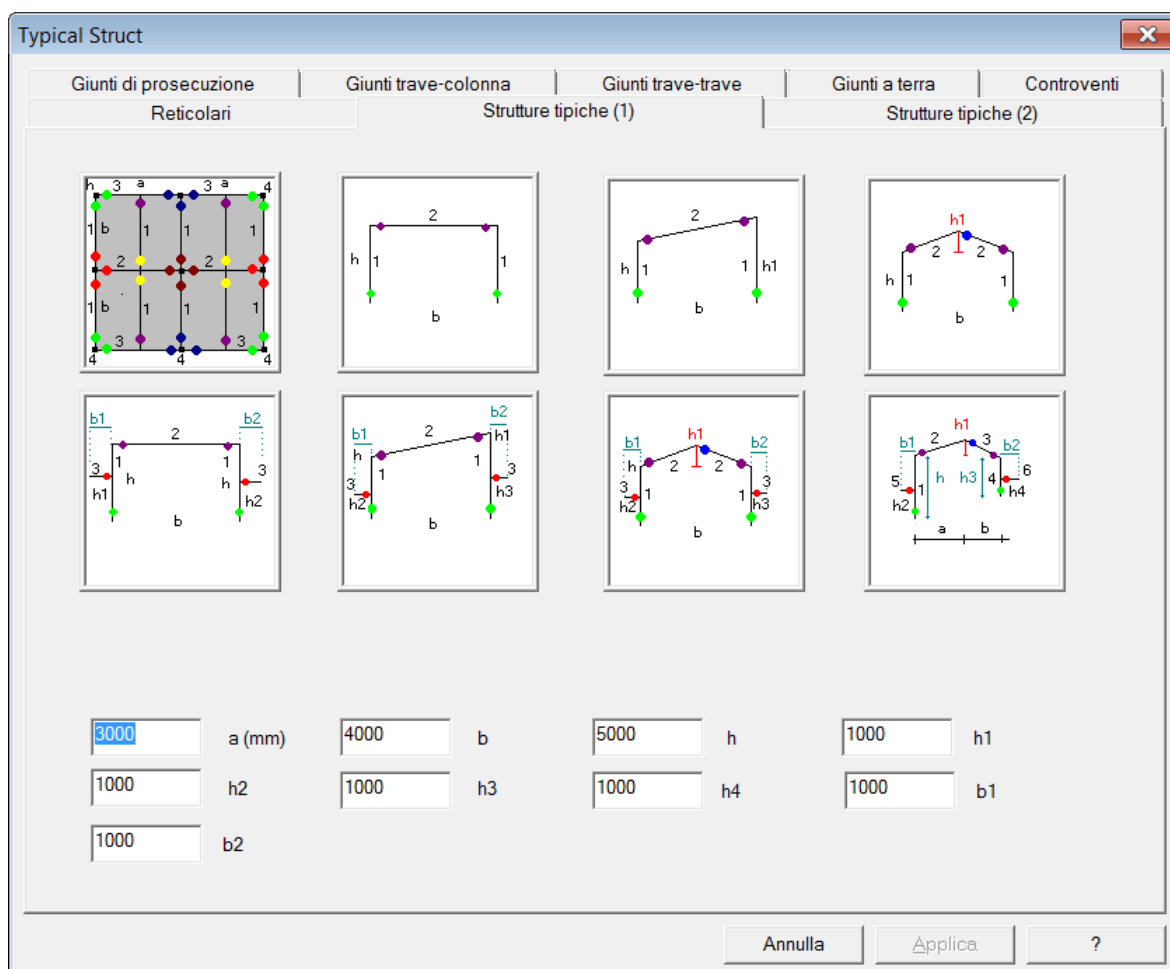 Typical Struct
Giunti di prosecuzione Giunti trave-colonna Giunti trave-trave Giunti a terra Controventi
Reticolari Strutture tipiche (1) Strutture tipiche (2)
h 3 a 3 a 4
1 b 1 1 1
2 2
1 b 1 1 1
3 3
4 4 4
2
h 1 1
b
2
h 1 1 h1
b
h1
2 2
h 1 1
b
b1 b2
2
1 1
3 h h 3
h1 h2
b
b1 2 b2
h h1
1 1
3 3
h2 h3
b
b1 h1 b2
h 2 2
3 1 1 3
h2 h3
b
h1
b1 2 3 b2
5 1 h h3 4 6
h2 h4
a b
3000 a (mm) 4000 b 5000 h 1000 h1
1000 h2 1000 h3 1000 h4 1000 b1
1000 b2
Annulla Applica ?